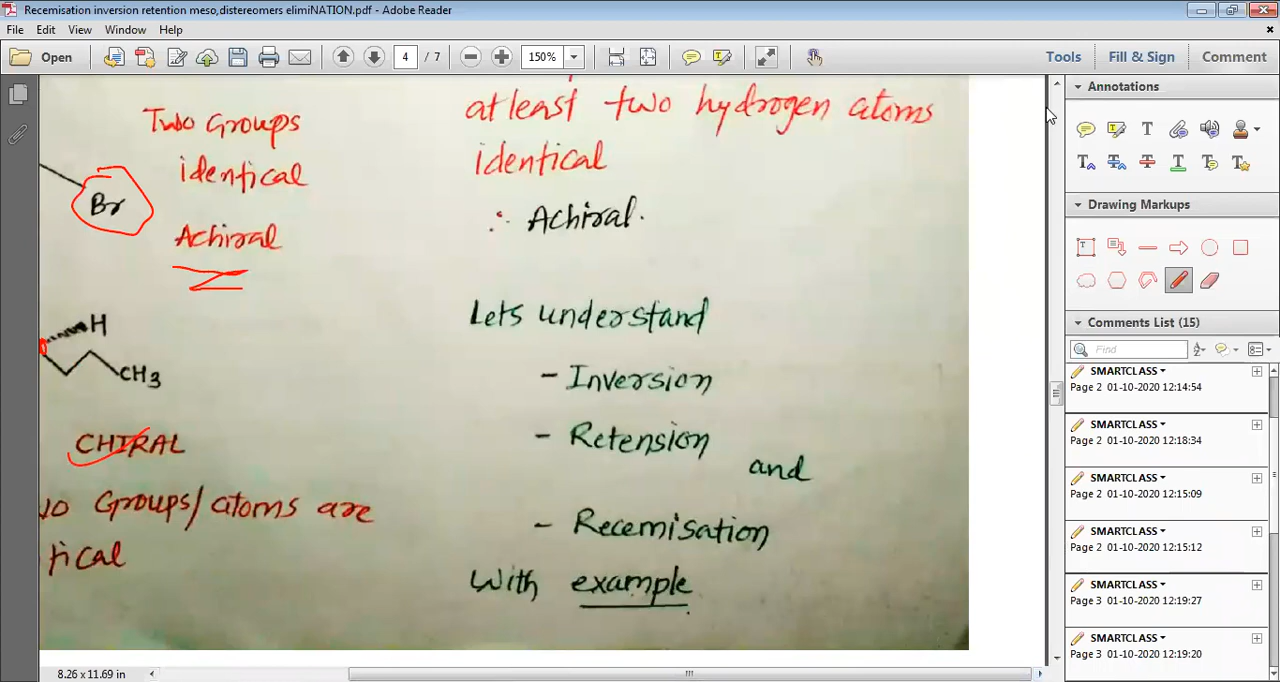 Recemisation inversion retention meso,distereomers elimiNATION.pdf - Adobe Reader
File Edit View Window Help
Open 4 / 7 150% Tools Fill & Sign Comment
Two Groups
identical
Br
Achiral
H
CH3
CHIRAL
Groups/atoms are
tical
atleast two hydrogen atoms
identical
∴ Achiral.
Lets understand
- Inversion
- Retension
and
- Recemisation
With example
8.26 x 11.69 in
Annotations
Drawing Markups
Comments List (15)
Find
SMARTCLASS
Page 2 01-10-2020 12:14:54
SMARTCLASS
Page 2 01-10-2020 12:18:34
SMARTCLASS
Page 2 01-10-2020 12:15:09
SMARTCLASS
Page 2 01-10-2020 12:15:12
SMARTCLASS
Page 3 01-10-2020 12:19:27
SMARTCLASS
Page 3 01-10-2020 12:19:20